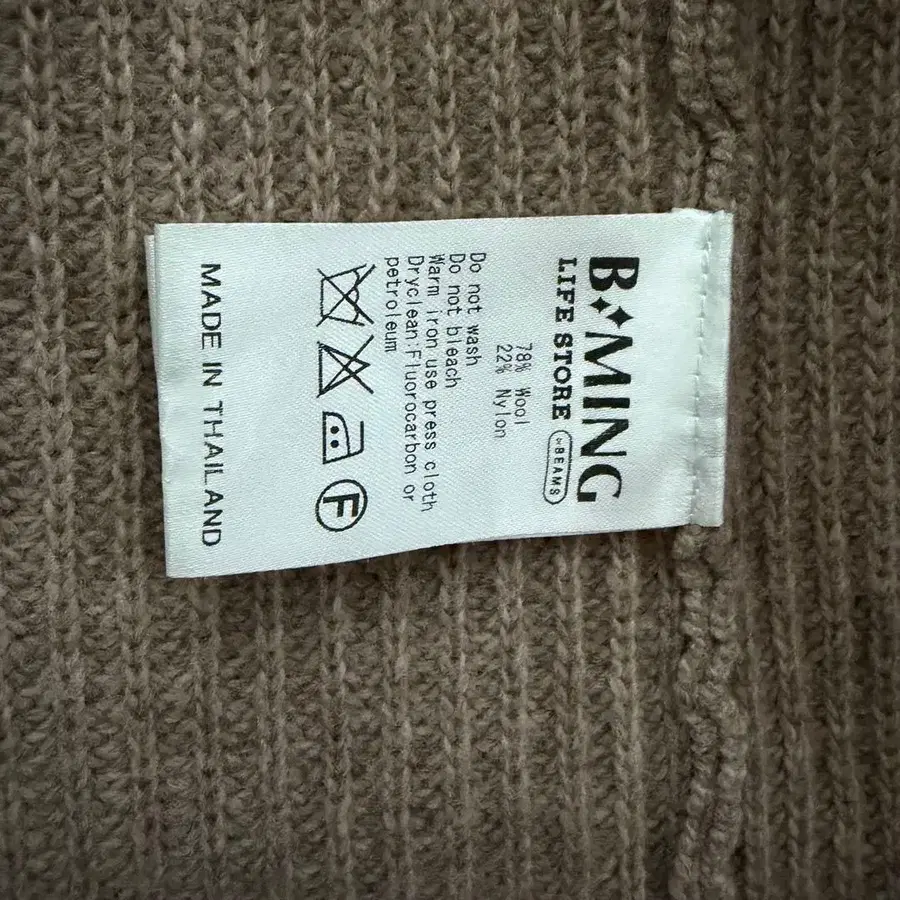 B✦✦MING
LIFE STORE by BEAMS
78% Wool
22% Nylon
Do not wash
Do not bleach
Warm iron use press cloth
Dryclean:Fluorocarbon or
petroleum
F
MADE IN THAILAND